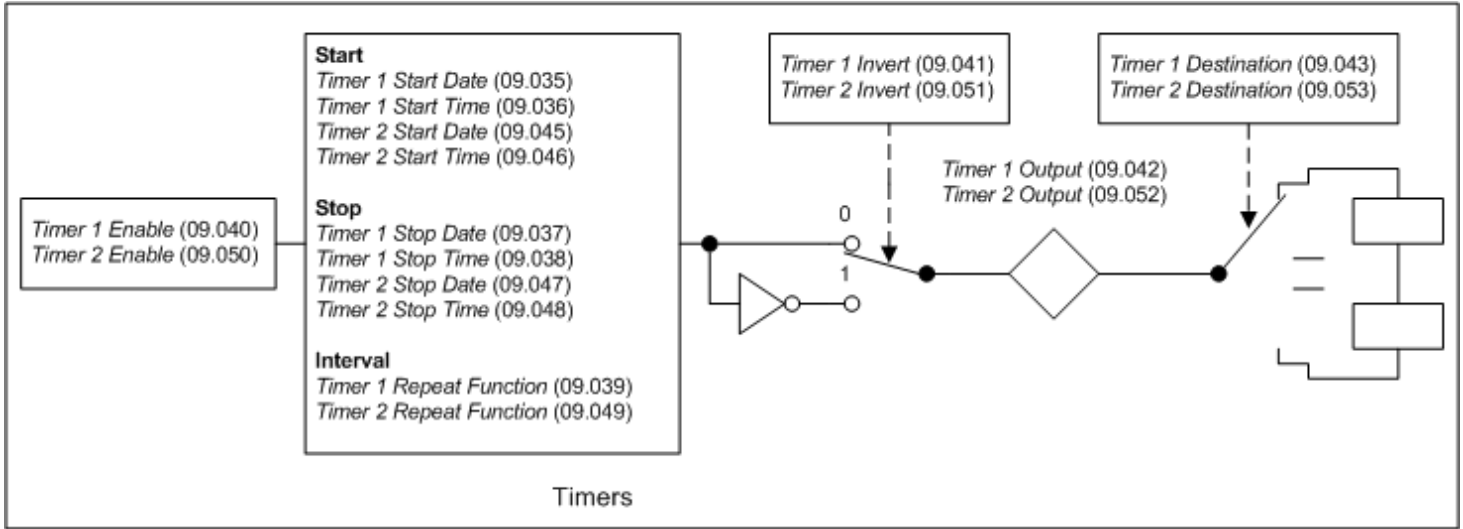 Timer 1 Enable (09.040)
Timer 2 Enable (09.050)
Start
Timer 1 Start Date (09.035)
Timer 1 Start Time (09.036)
Timer 2 Start Date (09.045)
Timer 2 Start Time (09.046)
Stop
Timer 1 Stop Date (09.037)
Timer 1 Stop Time (09.038)
Timer 2 Stop Date (09.047)
Timer 2 Stop Time (09.048)
Interval
Timer 1 Repeat Function (09.039)
Timer 2 Repeat Function (09.049)
Timer 1 Invert (09.041)
Timer 2 Invert (09.051)
0
1
Timer 1 Output (09.042)
Timer 2 Output (09.052)
Timer 1 Destination (09.043)
Timer 2 Destination (09.053)
Timers